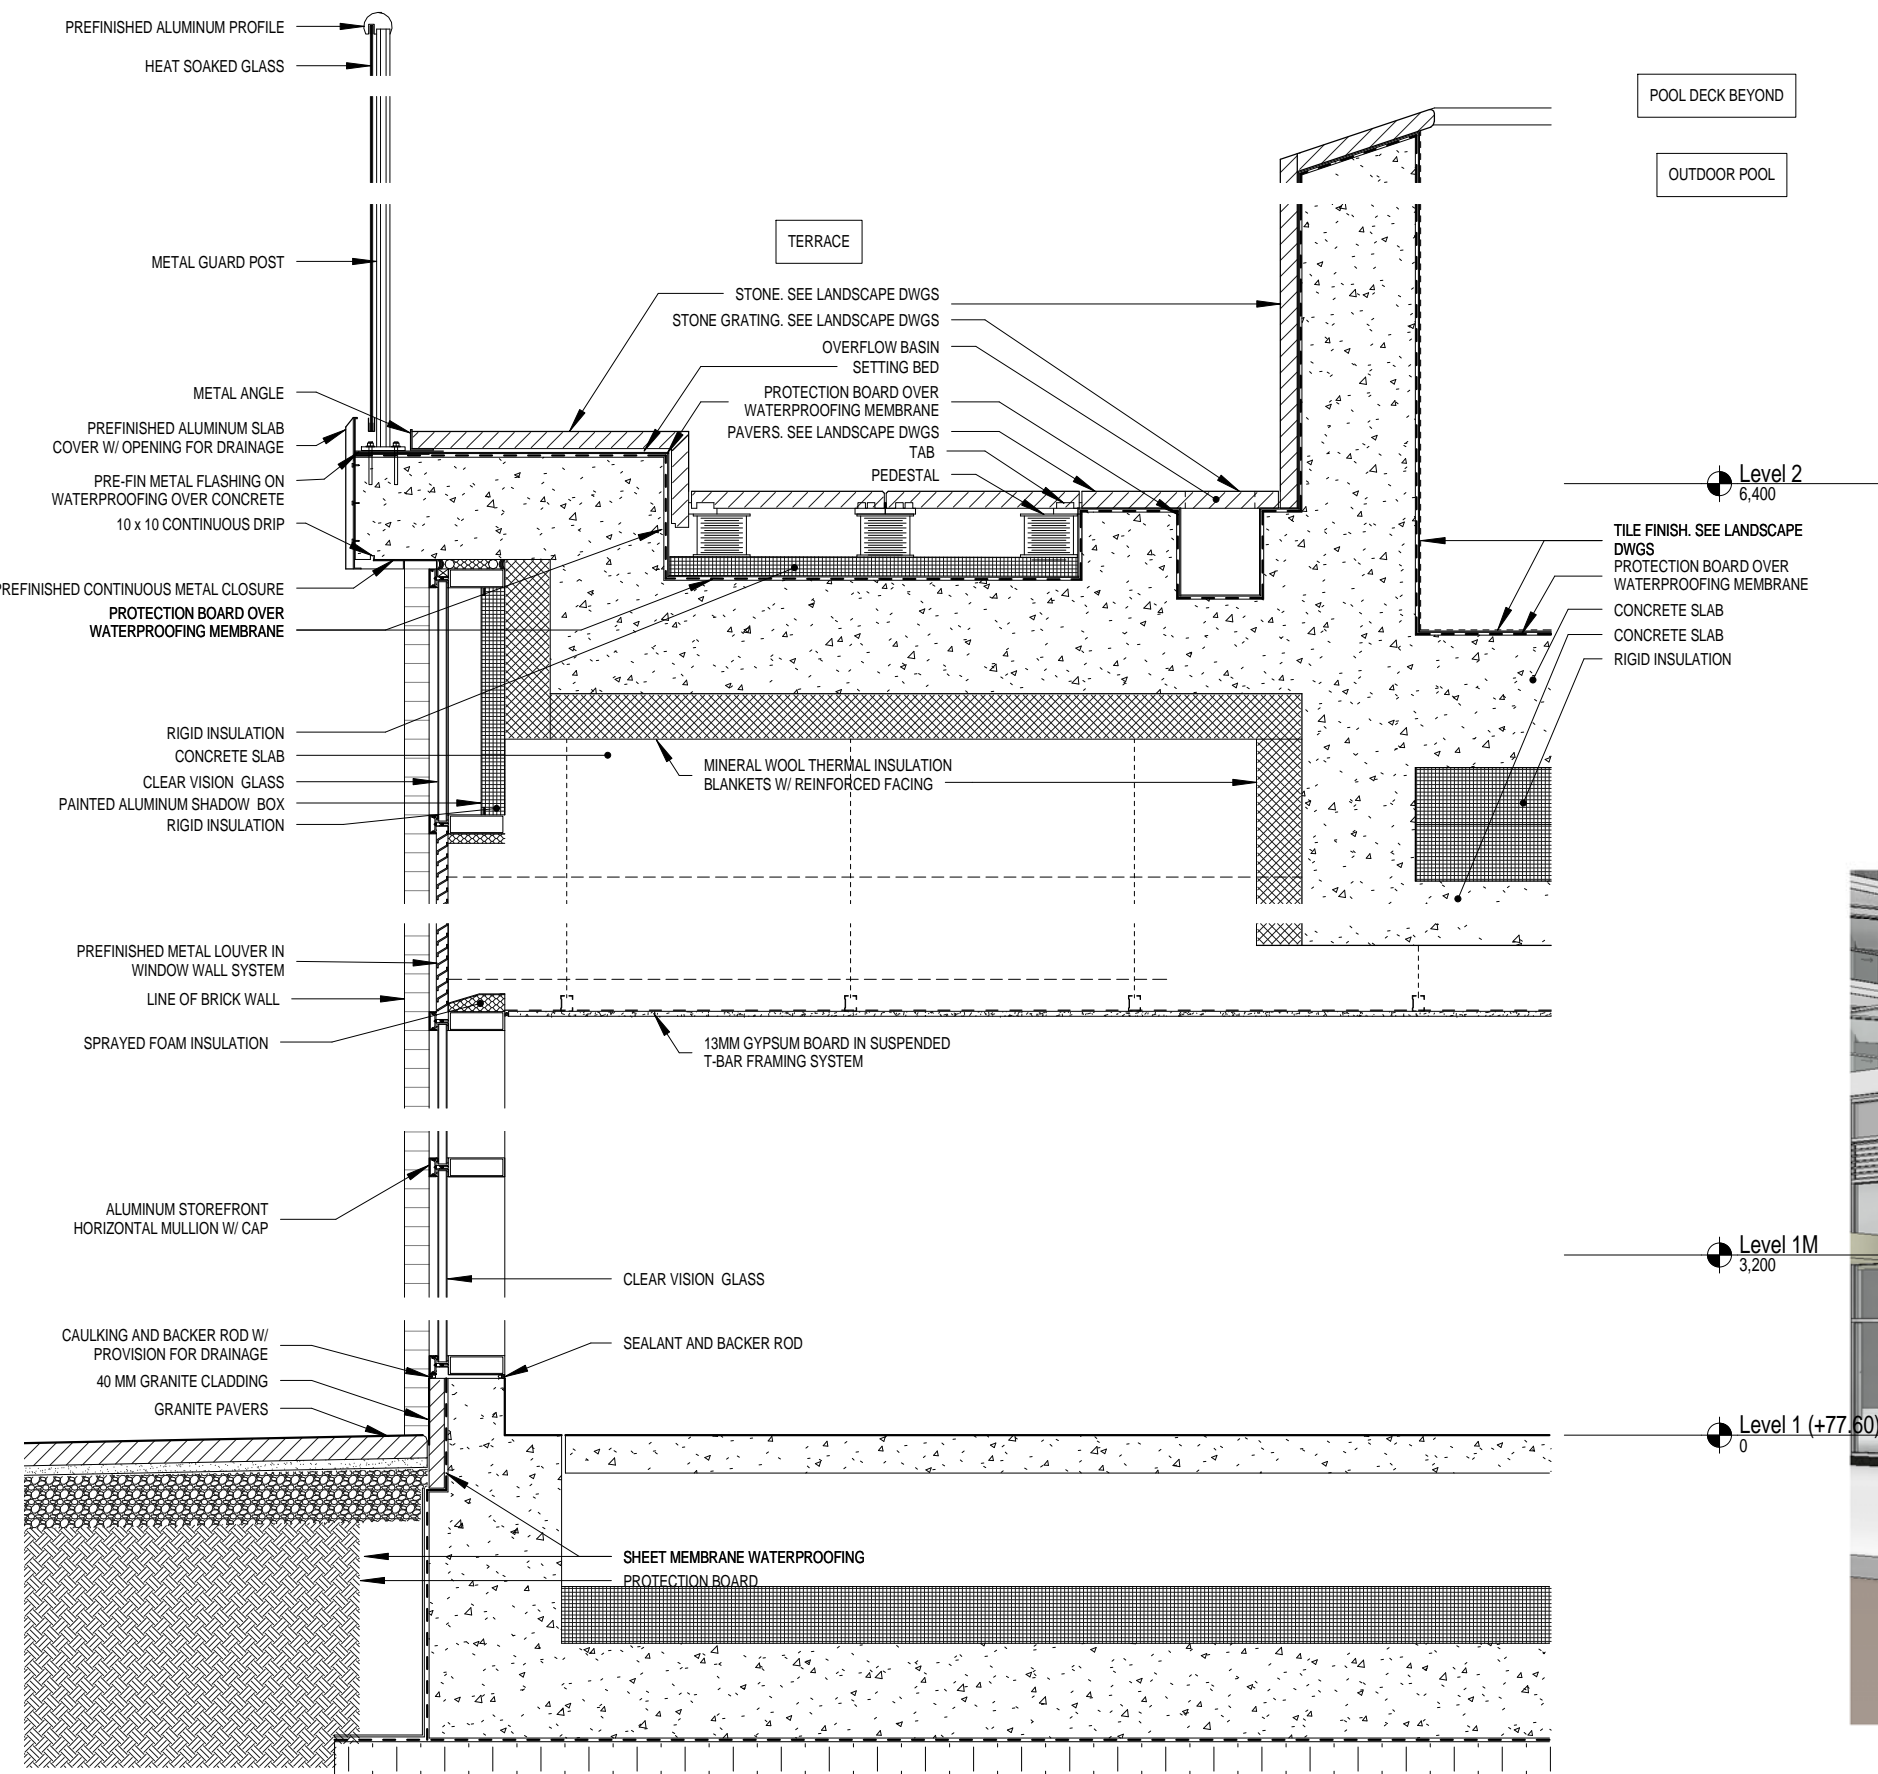 PREFINISHED ALUMINUM PROFILE
HEAT SOAKED GLASS
METAL GUARD POST
METAL ANGLE
PREFINISHED ALUMINUM SLAB
COVER W/ OPENING FOR DRAINAGE
PRE-FIN METAL FLASHING ON
WATERPROOFING OVER CONCRETE
10 x 10 CONTINUOUS DRIP
PREFINISHED CONTINUOUS METAL CLOSURE
PROTECTION BOARD OVER
WATERPROOFING MEMBRANE
RIGID INSULATION
CONCRETE SLAB
CLEAR VISION GLASS
PAINTED ALUMINUM SHADOW BOX
RIGID INSULATION
PREFINISHED METAL LOUVER IN
WINDOW WALL SYSTEM
LINE OF BRICK WALL
SPRAYED FOAM INSULATION
ALUMINUM STOREFRONT
HORIZONTAL MULLION W/ CAP
CAULKING AND BACKER ROD W/
PROVISION FOR DRAINAGE
40 MM GRANITE CLADDING
GRANITE PAVERS
TERRACE
STONE. SEE LANDSCAPE DWGS
STONE GRATING. SEE LANDSCAPE DWGS
OVERFLOW BASIN
SETTING BED
PROTECTION BOARD OVER
WATERPROOFING MEMBRANE
PAVERS. SEE LANDSCAPE DWGS
TAB
PEDESTAL
MINERAL WOOL THERMAL INSULATION
BLANKETS W/ REINFORCED FACING
13MM GYPSUM BOARD IN SUSPENDED
T-BAR FRAMING SYSTEM
CLEAR VISION GLASS
SEALANT AND BACKER ROD
SHEET MEMBRANE WATERPROOFING
PROTECTION BOARD
POOL DECK BEYOND
OUTDOOR POOL
Level 2
6,400
TILE FINISH. SEE LANDSCAPE
DWGS
PROTECTION BOARD OVER
WATERPROOFING MEMBRANE
CONCRETE SLAB
CONCRETE SLAB
RIGID INSULATION
Level 1M
3,200
Level 1 (+77.60)
0